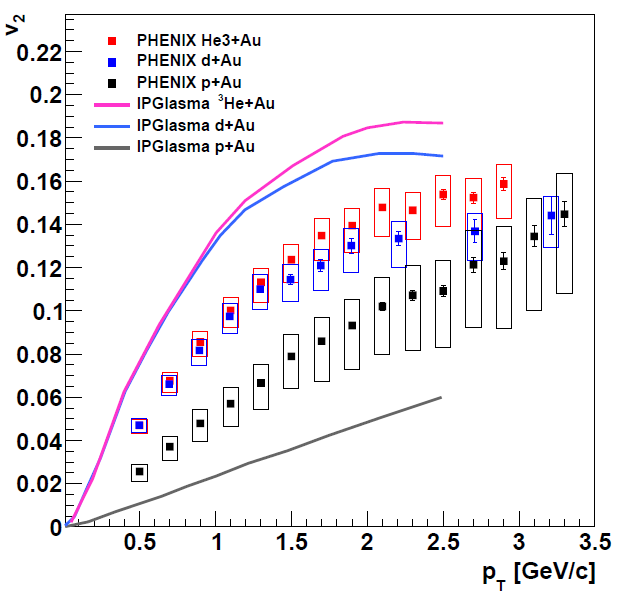 v2
PHENIX He3+Au
PHENIX d+Au
PHENIX p+Au
IPGlasma ³He+Au
IPGlasma d+Au
IPGlasma p+Au
0.22
0.2
0.18
0.16
0.14
0.12
0.1
0.08
0.06
0.04
0.02
0
0.5 1 1.5 2 2.5 3 3.5
pT [GeV/c]